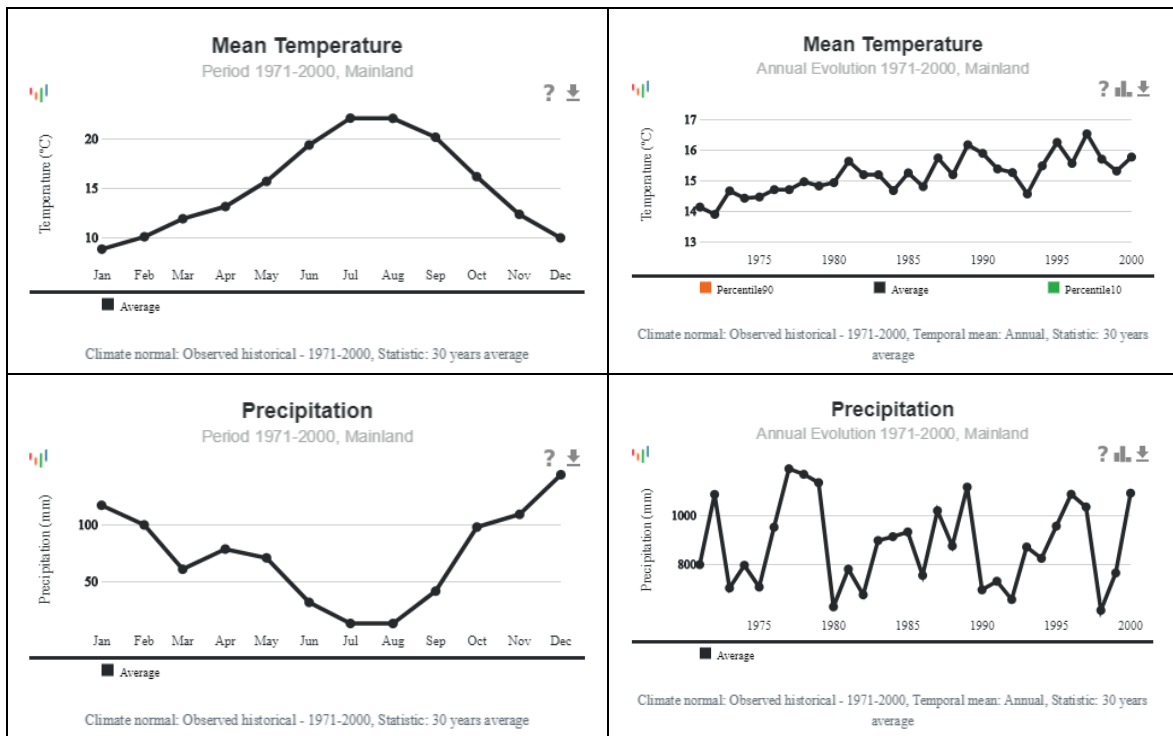 Mean Temperature
Period 1971-2000, Mainland
?
Temperature (°C)
20
15
10
Jan Feb Mar Apr May Jun Jul Aug Sep Oct Nov Dec
Average
Climate normal: Observed historical - 1971-2000, Statistic: 30 years average
Mean Temperature
Annual Evolution 1971-2000, Mainland
?
Temperature (°C)
17
16
15
14
13
1975 1980 1985 1990 1995 2000
Percentile90 Average Percentile10
Climate normal: Observed historical - 1971-2000, Temporal mean: Annual, Statistic: 30 years
average
Precipitation
Period 1971-2000, Mainland
?
Precipitation (mm)
100
50
Jan Feb Mar Apr May Jun Jul Aug Sep Oct Nov Dec
Average
Climate normal: Observed historical - 1971-2000, Statistic: 30 years average
Precipitation
Annual Evolution 1971-2000, Mainland
?
Precipitation (mm)
1000
800
1975 1980 1985 1990 1995 2000
Average
Climate normal: Observed historical - 1971-2000, Temporal mean: Annual, Statistic: 30 years
average